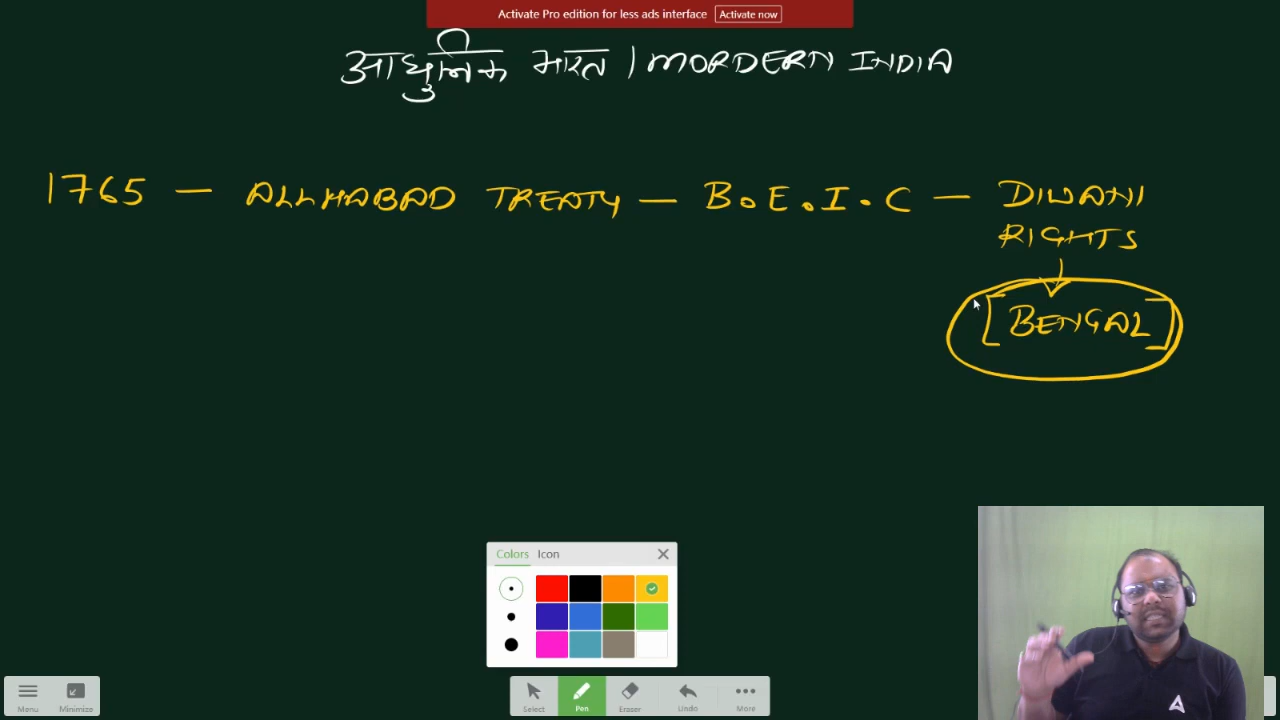 Activate Pro edition for less ads interface Activate now
आधुनिक भारत | MORDERN INDIA
1765 — ALLHABAD TREATY — B.E.I.C — DIWANI
RIGHTS
[BENGAL]
Colors Icon
Menu Minimize Select Pen Eraser Undo More